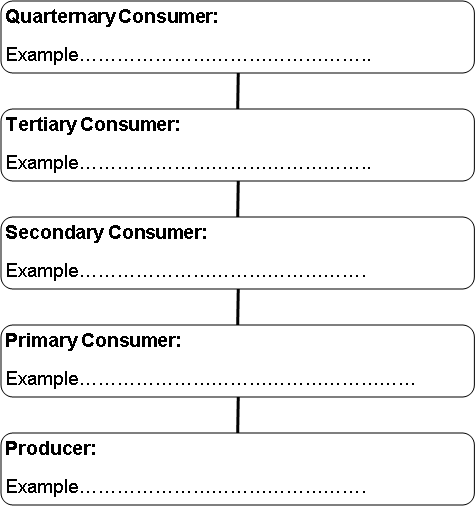 Quarternary Consumer:
Example…………………………………………..
Tertiary Consumer:
Example…………………………………………..
Secondary Consumer:
Example………………………………………….
Primary Consumer:
Example…………………………………………………
Producer:
Example………………………………………….